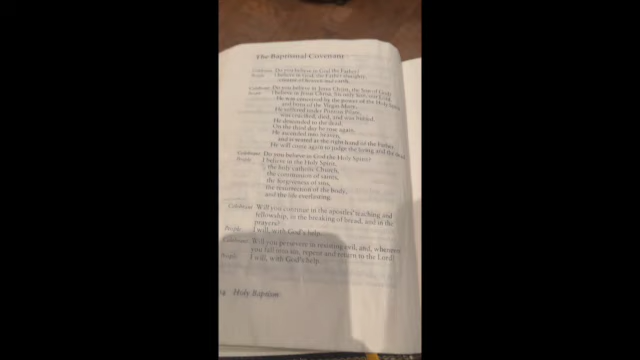 The Baptismal Covenant
Celebrant Do you believe in God the Father?
People I believe in God, the Father almighty,
creator of heaven and earth.
Celebrant Do you believe in Jesus Christ, the Son of God?
People I believe in Jesus Christ, his only Son, our Lord.
He was conceived by the power of the Holy Spirit
and born of the Virgin Mary.
He suffered under Pontius Pilate,
was crucified, died, and was buried.
He descended to the dead.
On the third day he rose again.
He ascended into heaven,
and is seated at the right hand of the Father.
He will come again to judge the living and the dead.
Celebrant Do you believe in God the Holy Spirit?
People I believe in the Holy Spirit,
the holy catholic Church,
the communion of saints,
the forgiveness of sins,
the resurrection of the body,
and the life everlasting.
Celebrant Will you continue in the apostles' teaching and
fellowship, in the breaking of bread, and in the
prayers?
People I will, with God's help.
Celebrant Will you persevere in resisting evil, and, whenever
you fall into sin, repent and return to the Lord?
People I will, with God's help.
Holy Baptism